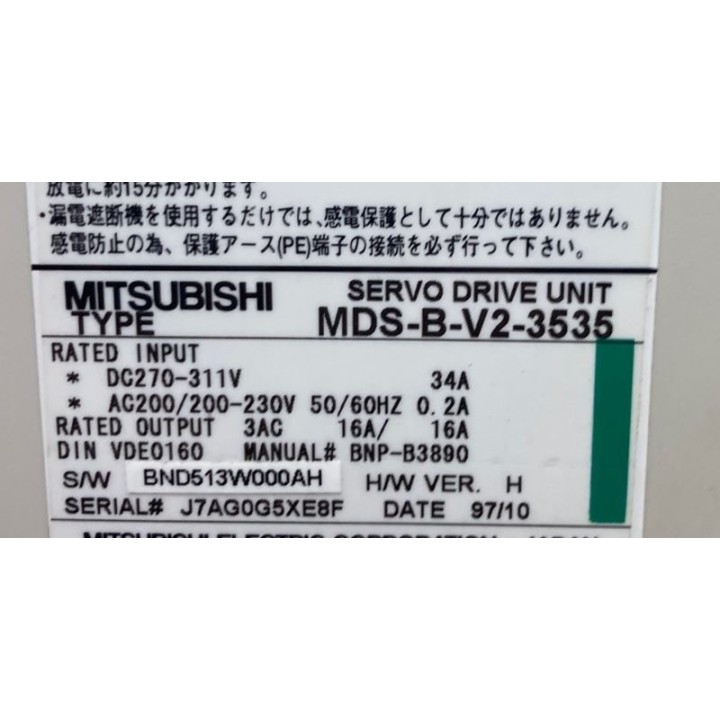 放電に約15分かかります。
・漏電遮断機を使用するだけでは、感電保護として十分ではありません。
感電防止の為、保護アース(PE)端子の接続を必ず行って下さい。
MITSUBISHI SERVO DRIVE UNIT
TYPE MDS-B-V2-3535
RATED INPUT
* DC270-311V 34A
* AC200/200-230V 50/60HZ 0.2A
RATED OUTPUT 3AC 16A/ 16A
DIN VDE0160 MANUAL# BNP-B3890
S/W BND513W000AH H/W VER. H
SERIAL# J7AG0G5XE8F DATE 97/10
MITSUBISHI ELECTRIC CORPORATION JAPAN